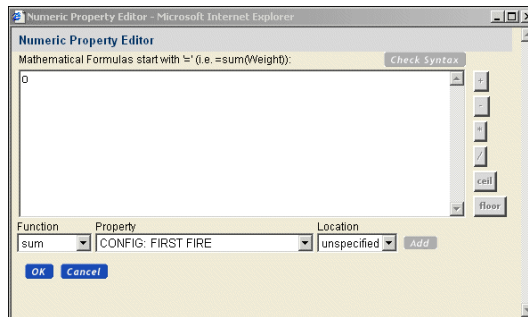 Numeric Property Editor - Microsoft Internet Explorer
Numeric Property Editor
Mathematical Formulas start with '=' (i.e. =sum(Weight)):
Check Syntax
0
+
-
*
/
ceil
floor
Function Property Location
sum CONFIG: FIRST FIRE unspecified Add
OK Cancel